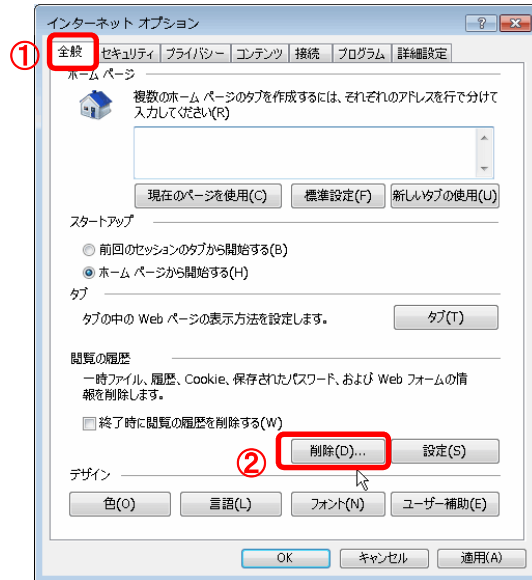 インターネット オプション
①
全般 セキュリティ プライバシー コンテンツ 接続 プログラム 詳細設定
ホーム ページ
複数のホーム ページのタブを作成するには、それぞれのアドレスを行で分けて
入力してください(R)
現在のページを使用(C) 標準設定(F) 新しいタブの使用(U)
スタートアップ
前回のセッションのタブから開始する(B)
ホーム ページから開始する(H)
タブ
タブの中の Web ページの表示方法を設定します。 タブ(T)
閲覧の履歴
一時ファイル、履歴、Cookie、保存されたパスワード、および Web フォームの情
報を削除します。
終了時に閲覧の履歴を削除する(W)
② 削除(D)... 設定(S)
デザイン
色(O) 言語(L) フォント(N) ユーザー補助(E)
OK キャンセル 適用(A)